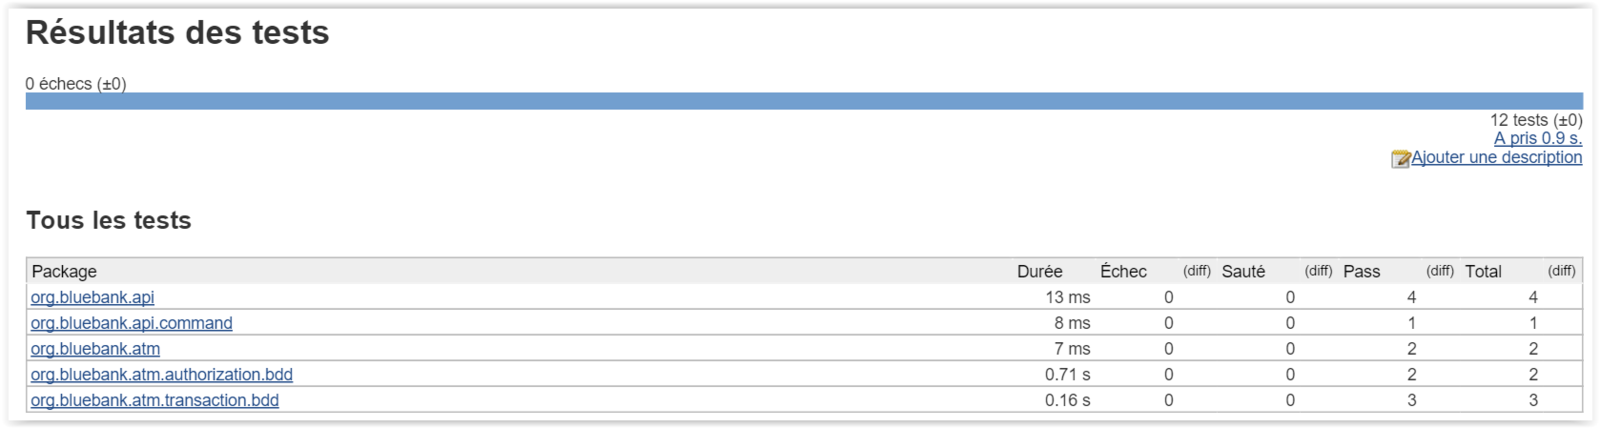 Résultats des tests
0 échecs (±0)
12 tests (±0)
A pris 0.9 s.
Ajouter une description
Tous les tests
Package Durée Échec (diff) Sauté (diff) Pass (diff) Total (diff)
org.bluebank.api 13 ms 0 0 4 4
org.bluebank.api.command 8 ms 0 0 1 1
org.bluebank.atm 7 ms 0 0 2 2
org.bluebank.atm.authorization.bdd 0.71 s 0 0 2 2
org.bluebank.atm.transaction.bdd 0.16 s 0 0 3 3